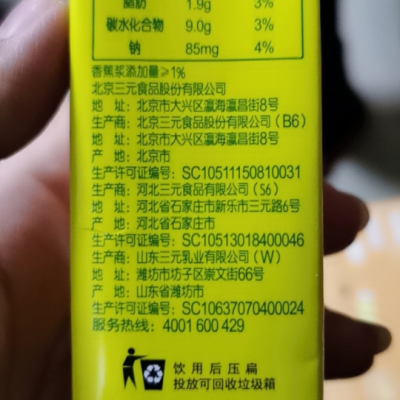 脂肪 1.9g 3%
碳水化合物 9.0g 3%
钠 85mg 4%
香蕉浆添加量≥1%
北京三元食品股份有限公司
地 址：北京市大兴区瀛海瀛昌街8号
生产商：北京三元食品股份有限公司（B6）
地 址：北京市大兴区瀛海瀛昌街8号
产 地：北京市
生产许可证编号：SC10511150810031
生产商：河北三元食品有限公司（S6）
地 址：河北省石家庄市新乐市三元路6号
产 地：河北省石家庄市
生产许可证编号：SC10513018400046
生产商：山东三元乳业有限公司（W）
地 址：潍坊市坊子区崇文街66号
产 地：山东省潍坊市
生产许可证编号：SC10637070400024
服务热线：4001 600 429
饮用后压扁
投放可回收垃圾箱